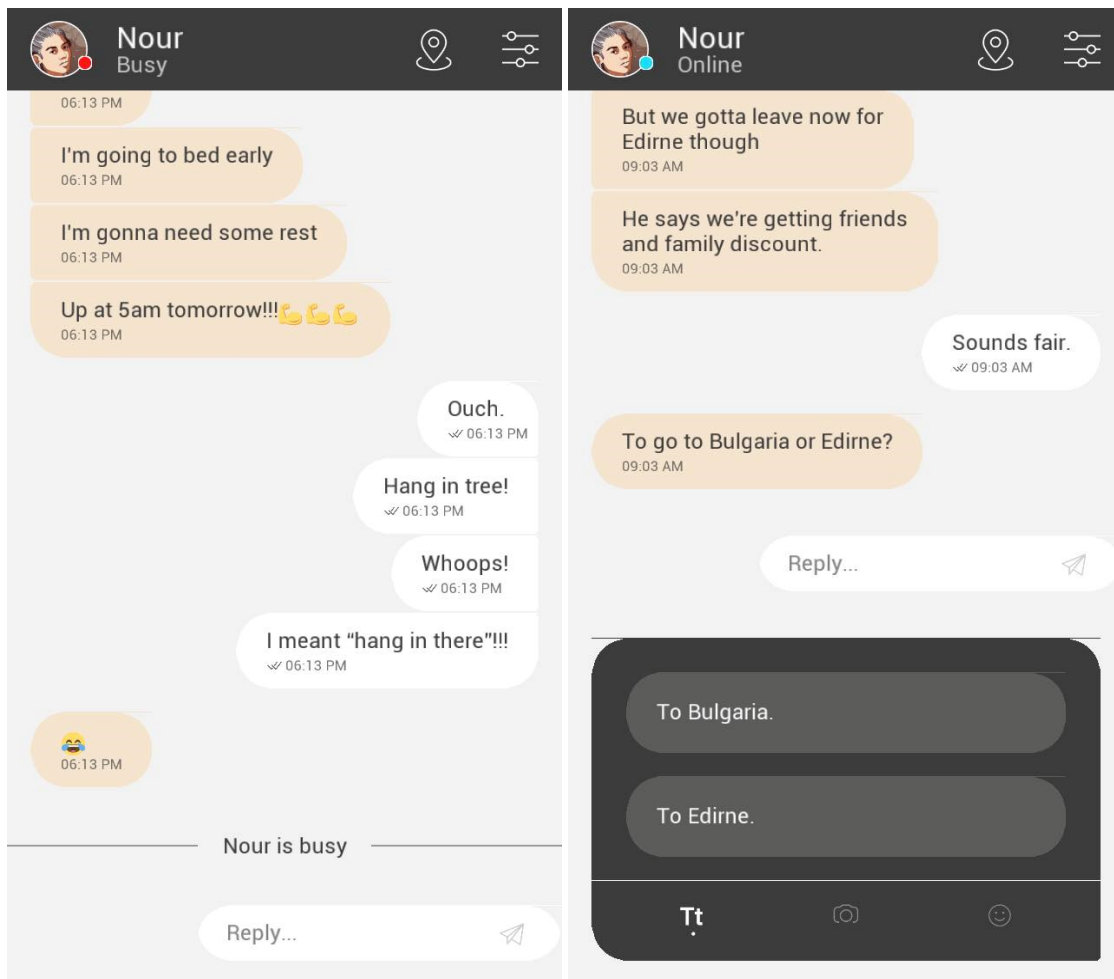 Nour
Busy
06:13 PM
I'm going to bed early
06:13 PM
I'm gonna need some rest
06:13 PM
Up at 5am tomorrow!!!💪💪💪
06:13 PM
Ouch.
06:13 PM
Hang in tree!
06:13 PM
Whoops!
06:13 PM
I meant “hang in there”!!!
06:13 PM
😂
06:13 PM
Nour is busy
Reply...
Nour
Online
But we gotta leave now for
Edirne though
09:03 AM
He says we're getting friends
and family discount.
09:03 AM
Sounds fair.
09:03 AM
To go to Bulgaria or Edirne?
09:03 AM
Reply...
To Bulgaria.
To Edirne.
Tt